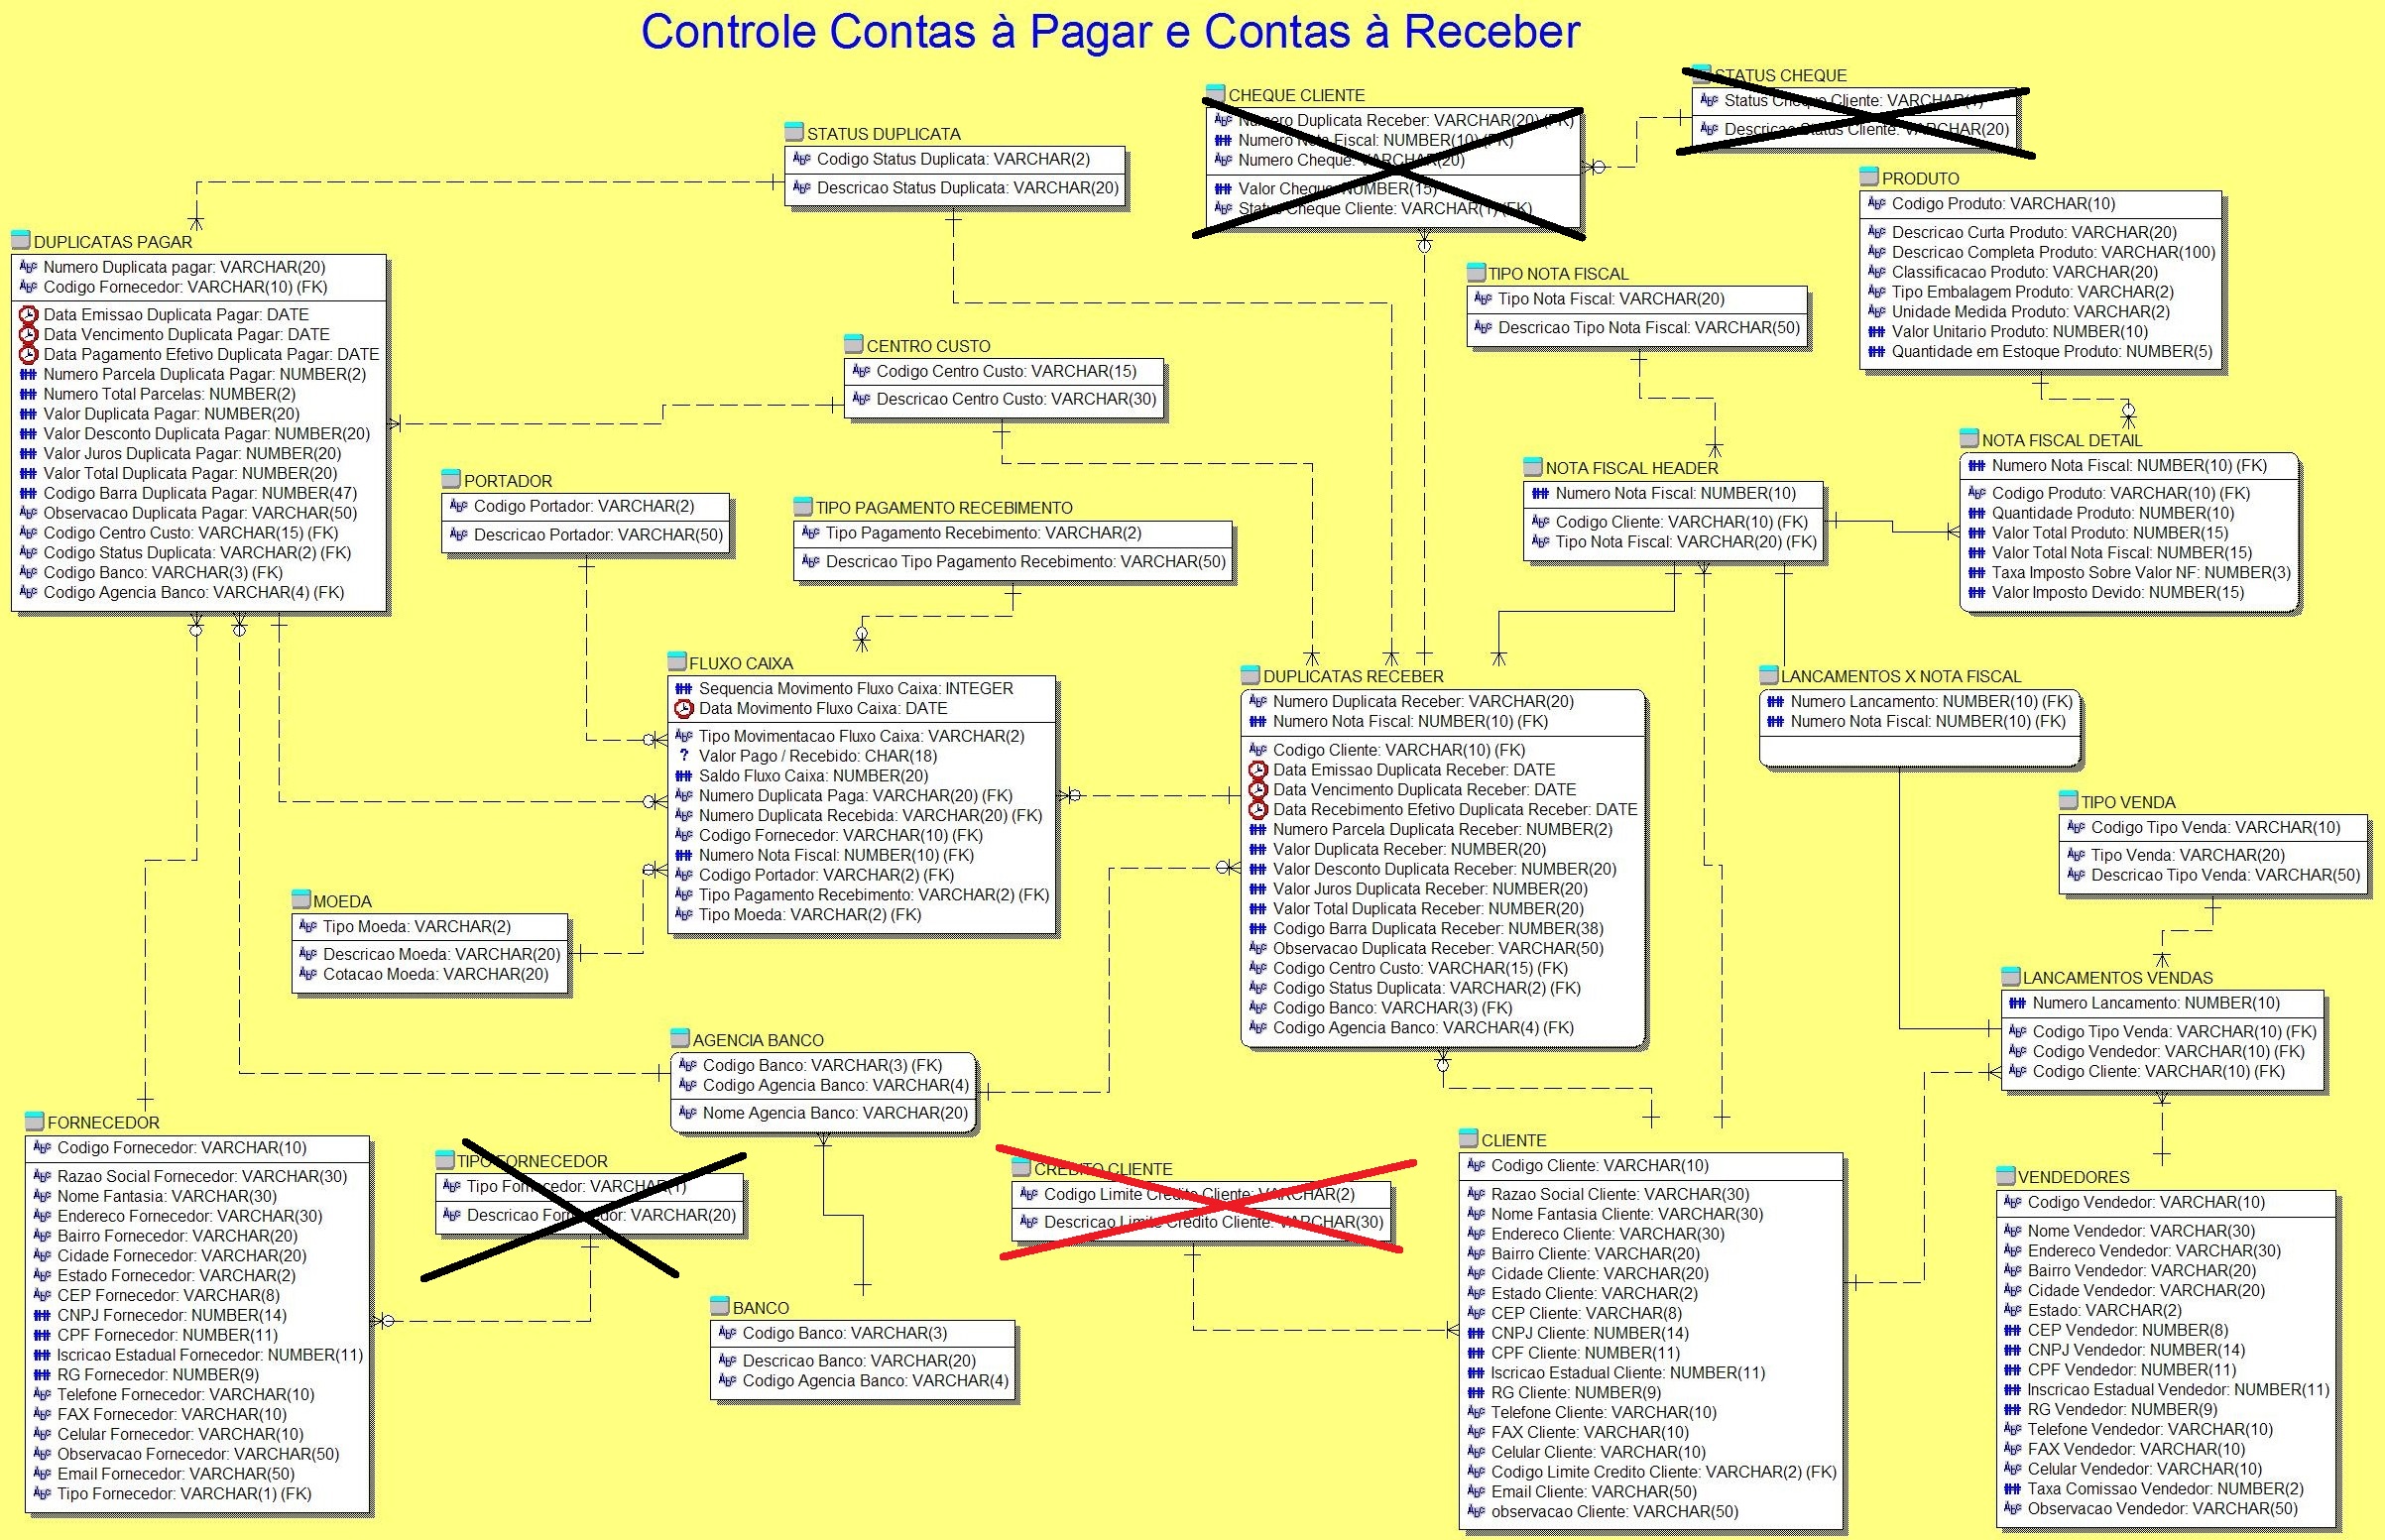 Controle Contas à Pagar e Contas à Receber
STATUS CHEQUE
Status Cheque Cliente: VARCHAR(1)
Descricao Status Cliente: VARCHAR(20)
CHEQUE CLIENTE
Numero Duplicata Receber: VARCHAR(20) (FK)
Numero Nota Fiscal: NUMBER(10) (FK)
Numero Cheque: VARCHAR(20)
Valor Cheque: NUMBER(15)
Status Cheque Cliente: VARCHAR(1) (FK)
STATUS DUPLICATA
Codigo Status Duplicata: VARCHAR(2)
Descricao Status Duplicata: VARCHAR(20)
PRODUTO
Codigo Produto: VARCHAR(10)
Descricao Curta Produto: VARCHAR(20)
Descricao Completa Produto: VARCHAR(100)
Classificacao Produto: VARCHAR(20)
Tipo Embalagem Produto: VARCHAR(2)
Unidade Medida Produto: VARCHAR(2)
Valor Unitario Produto: NUMBER(10)
Quantidade em Estoque Produto: NUMBER(5)
DUPLICATAS PAGAR
Numero Duplicata pagar: VARCHAR(20)
Codigo Fornecedor: VARCHAR(10) (FK)
Data Emissao Duplicata Pagar: DATE
Data Vencimento Duplicata Pagar: DATE
Data Pagamento Efetivo Duplicata Pagar: DATE
Numero Parcela Duplicata Pagar: NUMBER(2)
Numero Total Parcelas: NUMBER(2)
Valor Duplicata Pagar: NUMBER(20)
Valor Desconto Duplicata Pagar: NUMBER(20)
Valor Juros Duplicata Pagar: NUMBER(20)
Valor Total Duplicata Pagar: NUMBER(20)
Codigo Barra Duplicata Pagar: NUMBER(47)
Observacao Duplicata Pagar: VARCHAR(50)
Codigo Centro Custo: VARCHAR(15) (FK)
Codigo Status Duplicata: VARCHAR(2) (FK)
Codigo Banco: VARCHAR(3) (FK)
Codigo Agencia Banco: VARCHAR(4) (FK)
TIPO NOTA FISCAL
Tipo Nota Fiscal: VARCHAR(20)
Descricao Tipo Nota Fiscal: VARCHAR(50)
CENTRO CUSTO
Codigo Centro Custo: VARCHAR(15)
Descricao Centro Custo: VARCHAR(30)
NOTA FISCAL DETAIL
Numero Nota Fiscal: NUMBER(10) (FK)
Codigo Produto: VARCHAR(10) (FK)
Quantidade Produto: NUMBER(10)
Valor Total Produto: NUMBER(15)
Valor Total Nota Fiscal: NUMBER(15)
Taxa Imposto Sobre Valor NF: NUMBER(3)
Valor Imposto Devido: NUMBER(15)
NOTA FISCAL HEADER
Numero Nota Fiscal: NUMBER(10)
Codigo Cliente: VARCHAR(10) (FK)
Tipo Nota Fiscal: VARCHAR(20) (FK)
PORTADOR
Codigo Portador: VARCHAR(2)
Descricao Portador: VARCHAR(50)
TIPO PAGAMENTO RECEBIMENTO
Tipo Pagamento Recebimento: VARCHAR(2)
Descricao Tipo Pagamento Recebimento: VARCHAR(50)
FLUXO CAIXA
Sequencia Movimento Fluxo Caixa: INTEGER
Data Movimento Fluxo Caixa: DATE
Tipo Movimentacao Fluxo Caixa: VARCHAR(2)
Valor Pago / Recebido: CHAR(18)
Saldo Fluxo Caixa: NUMBER(20)
Numero Duplicata Paga: VARCHAR(20) (FK)
Numero Duplicata Recebida: VARCHAR(20) (FK)
Codigo Fornecedor: VARCHAR(10) (FK)
Numero Nota Fiscal: NUMBER(10) (FK)
Codigo Portador: VARCHAR(2) (FK)
Tipo Pagamento Recebimento: VARCHAR(2) (FK)
Tipo Moeda: VARCHAR(2) (FK)
DUPLICATAS RECEBER
Numero Duplicata Receber: VARCHAR(20)
Numero Nota Fiscal: NUMBER(10) (FK)
Codigo Cliente: VARCHAR(10) (FK)
Data Emissao Duplicata Receber: DATE
Data Vencimento Duplicata Receber: DATE
Data Recebimento Efetivo Duplicata Receber: DATE
Numero Parcela Duplicata Receber: NUMBER(2)
Valor Duplicata Receber: NUMBER(20)
Valor Desconto Duplicata Receber: NUMBER(20)
Valor Juros Duplicata Receber: NUMBER(20)
Valor Total Duplicata Receber: NUMBER(20)
Codigo Barra Duplicata Receber: NUMBER(38)
Observacao Duplicata Receber: VARCHAR(50)
Codigo Centro Custo: VARCHAR(15) (FK)
Codigo Status Duplicata: VARCHAR(2) (FK)
Codigo Banco: VARCHAR(3) (FK)
Codigo Agencia Banco: VARCHAR(4) (FK)
LANCAMENTOS X NOTA FISCAL
Numero Lancamento: NUMBER(10) (FK)
Numero Nota Fiscal: NUMBER(10) (FK)
TIPO VENDA
Codigo Tipo Venda: VARCHAR(10)
Tipo Venda: VARCHAR(20)
Descricao Tipo Venda: VARCHAR(50)
MOEDA
Tipo Moeda: VARCHAR(2)
Descricao Moeda: VARCHAR(20)
Cotacao Moeda: VARCHAR(20)
LANCAMENTOS VENDAS
Numero Lancamento: NUMBER(10)
Codigo Tipo Venda: VARCHAR(10) (FK)
Codigo Vendedor: VARCHAR(10) (FK)
Codigo Cliente: VARCHAR(10) (FK)
AGENCIA BANCO
Codigo Banco: VARCHAR(3) (FK)
Codigo Agencia Banco: VARCHAR(4)
Nome Agencia Banco: VARCHAR(20)
FORNECEDOR
Codigo Fornecedor: VARCHAR(10)
Razao Social Fornecedor: VARCHAR(30)
Nome Fantasia: VARCHAR(30)
Endereco Fornecedor: VARCHAR(30)
Bairro Fornecedor: VARCHAR(20)
Cidade Fornecedor: VARCHAR(20)
Estado Fornecedor: VARCHAR(2)
CEP Fornecedor: VARCHAR(8)
CNPJ Fornecedor: NUMBER(14)
CPF Fornecedor: NUMBER(11)
Iscricao Estadual Fornecedor: NUMBER(11)
RG Fornecedor: NUMBER(9)
Telefone Fornecedor: VARCHAR(10)
FAX Fornecedor: VARCHAR(10)
Celular Fornecedor: VARCHAR(10)
Observacao Fornecedor: VARCHAR(50)
Email Fornecedor: VARCHAR(50)
Tipo Fornecedor: VARCHAR(1) (FK)
TIPO FORNECEDOR
Tipo Fornecedor: VARCHAR(1)
Descricao Fornecedor: VARCHAR(20)
CREDITO CLIENTE
Codigo Limite Credito Cliente: VARCHAR(2)
Descricao Limite Credito Cliente: VARCHAR(30)
BANCO
Codigo Banco: VARCHAR(3)
Descricao Banco: VARCHAR(20)
Codigo Agencia Banco: VARCHAR(4)
CLIENTE
Codigo Cliente: VARCHAR(10)
Razao Social Cliente: VARCHAR(30)
Nome Fantasia Cliente: VARCHAR(30)
Endereco Cliente: VARCHAR(30)
Bairro Cliente: VARCHAR(20)
Cidade Cliente: VARCHAR(20)
Estado Cliente: VARCHAR(2)
CEP Cliente: VARCHAR(8)
CNPJ Cliente: NUMBER(14)
CPF Cliente: NUMBER(11)
Iscricao Estadual Cliente: NUMBER(11)
RG Cliente: NUMBER(9)
Telefone Cliente: VARCHAR(10)
FAX Cliente: VARCHAR(10)
Celular Cliente: VARCHAR(10)
Codigo Limite Credito Cliente: VARCHAR(2) (FK)
Email Cliente: VARCHAR(50)
observacao Cliente: VARCHAR(50)
VENDEDORES
Codigo Vendedor: VARCHAR(10)
Nome Vendedor: VARCHAR(30)
Endereco Vendedor: VARCHAR(30)
Bairro Vendedor: VARCHAR(20)
Cidade Vendedor: VARCHAR(20)
Estado: VARCHAR(2)
CEP Vendedor: NUMBER(8)
CNPJ Vendedor: NUMBER(14)
CPF Vendedor: NUMBER(11)
Inscricao Estadual Vendedor: NUMBER(11)
RG Vendedor: NUMBER(9)
Telefone Vendedor: VARCHAR(10)
FAX Vendedor: VARCHAR(10)
Celular Vendedor: VARCHAR(10)
Taxa Comissao Vendedor: NUMBER(2)
Observacao Vendedor: VARCHAR(50)